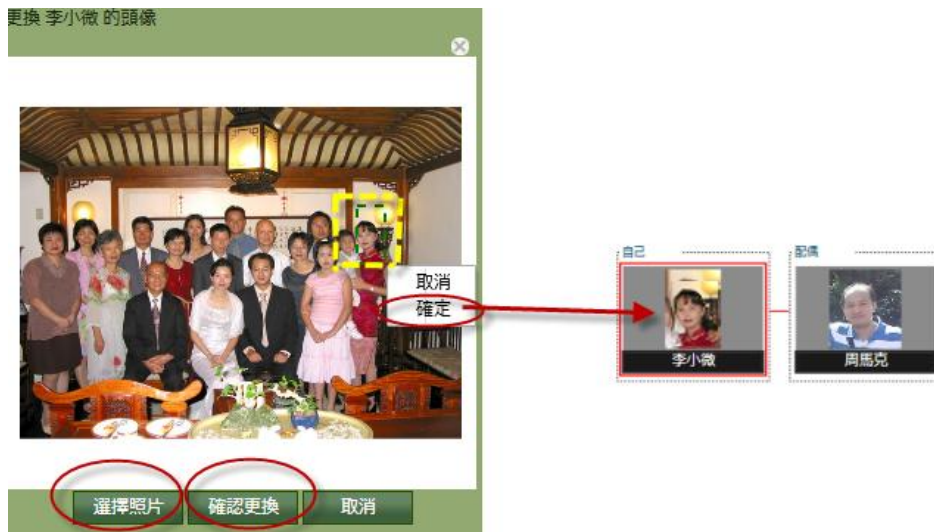 更換 李小微 的頭像
取消
確定
選擇照片
確認更換
取消
自己
配偶
李小微
周馬克